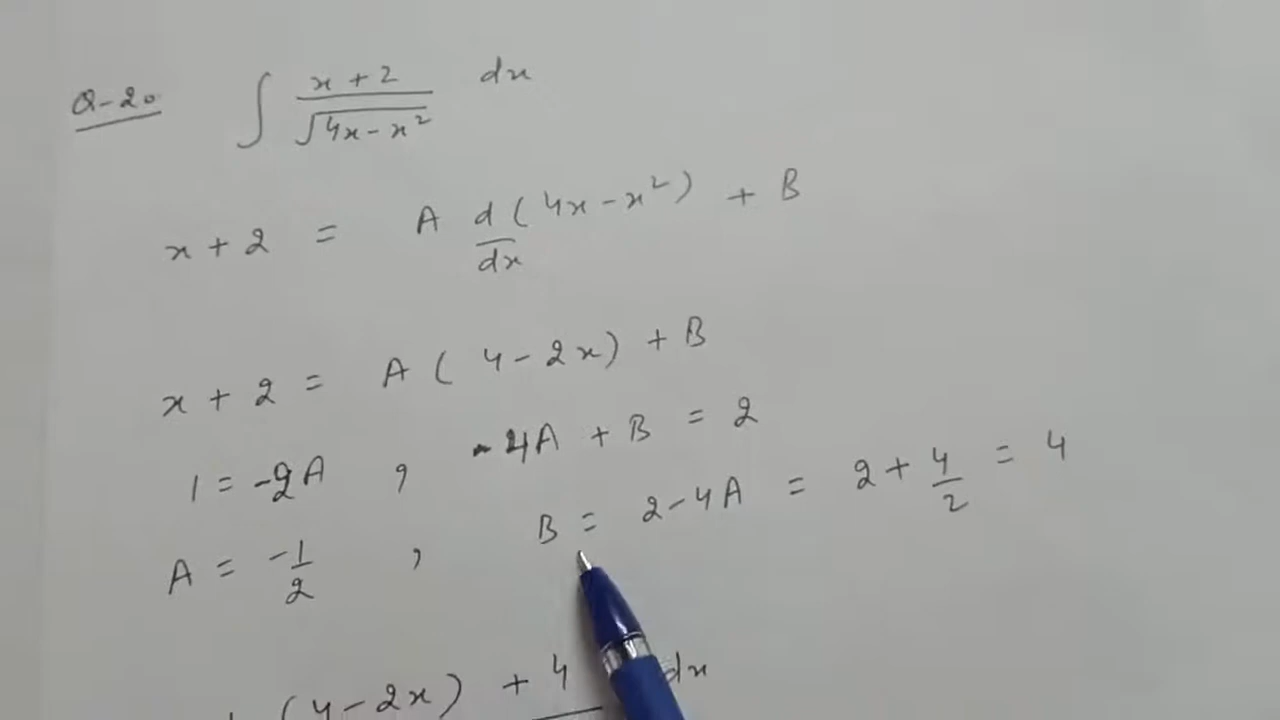 Q-20 ∫ x+2 / √4x-x² dx
x+2 = A d/dx (4x-x²) + B
x+2 = A(4-2x) + B
1 = -2A , -4A + B = 2
A = -1/2 , B = 2-4A = 2 + 4/2 = 4
(4-2x) + 4 dx